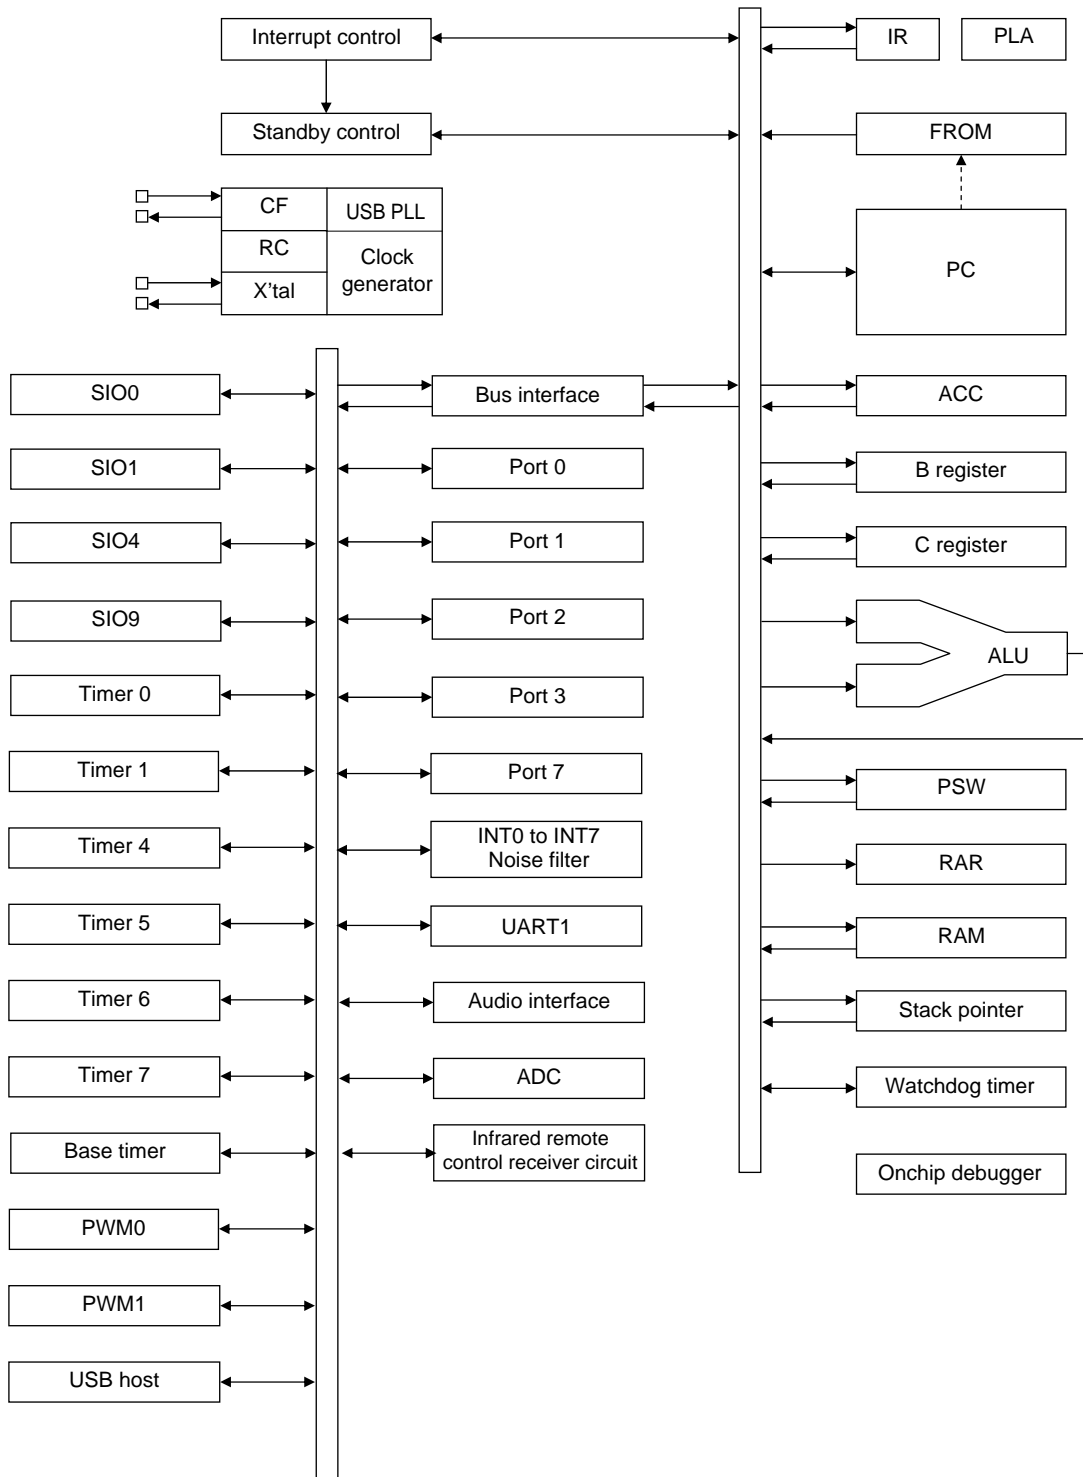 Interrupt control
IR
PLA
Standby control
FROM
CF
USB PLL
RC
Clock
generator
X'tal
PC
SIO0
Bus interface
ACC
SIO1
Port 0
B register
SIO4
Port 1
C register
SIO9
Port 2
ALU
Timer 0
Port 3
Timer 1
Port 7
PSW
Timer 4
INT0 to INT7
Noise filter
RAR
Timer 5
UART1
RAM
Timer 6
Audio interface
Stack pointer
Timer 7
ADC
Watchdog timer
Base timer
Infrared remote
control receiver circuit
Onchip debugger
PWM0
PWM1
USB host